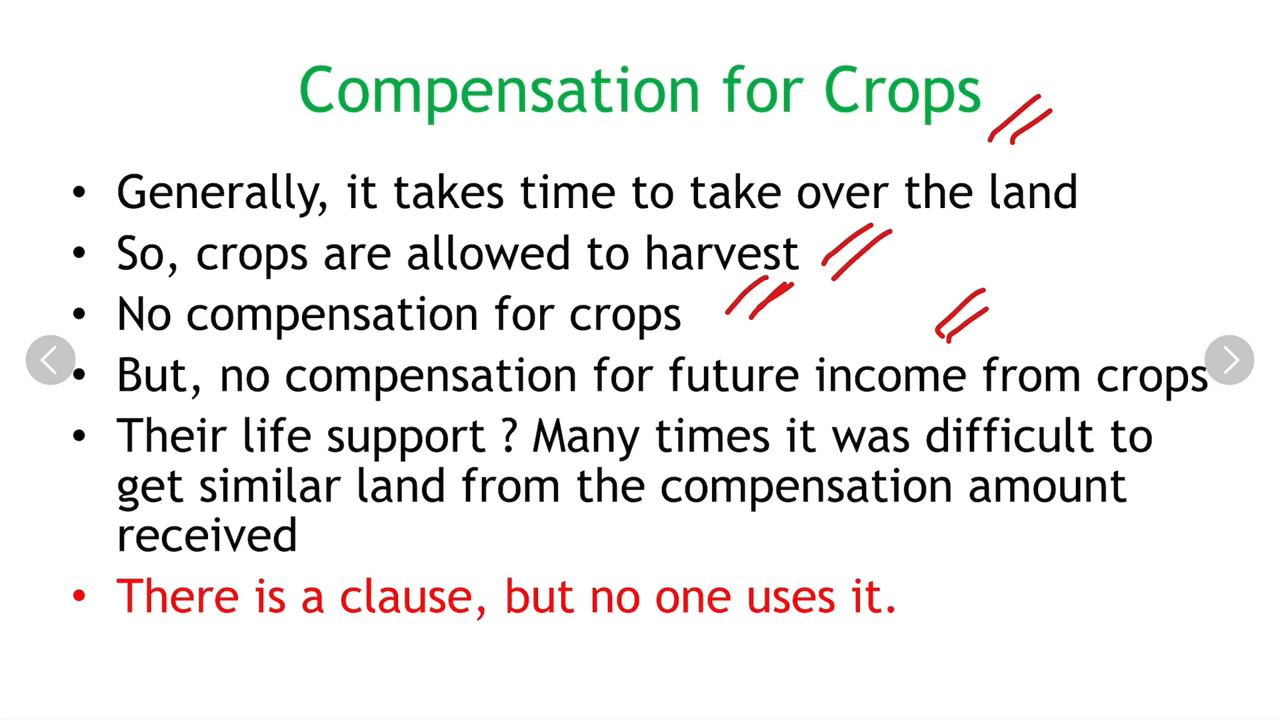 Compensation for Crops
• Generally, it takes time to take over the land
• So, crops are allowed to harvest
• No compensation for crops
• But, no compensation for future income from crops
• Their life support ? Many times it was difficult to
get similar land from the compensation amount
received
• There is a clause, but no one uses it.